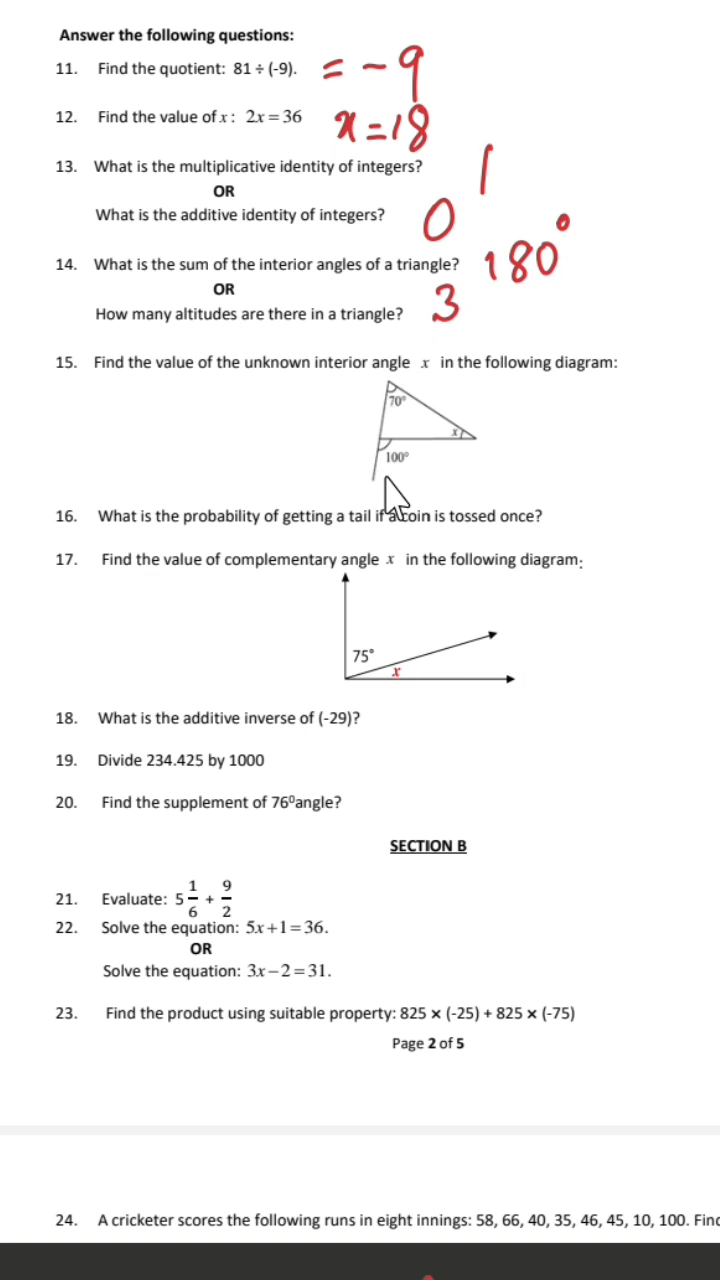 Answer the following questions:
11. Find the quotient: 81 ÷ (-9). = -9
12. Find the value of x: 2x = 36 x = 18
13. What is the multiplicative identity of integers? 1
OR
What is the additive identity of integers? 0
14. What is the sum of the interior angles of a triangle? 180°
OR
How many altitudes are there in a triangle? 3
15. Find the value of the unknown interior angle x in the following diagram:
70°
x
100°
16. What is the probability of getting a tail if a coin is tossed once?
17. Find the value of complementary angle x in the following diagram:
75°
x
18. What is the additive inverse of (-29)?
19. Divide 234.425 by 1000
20. Find the supplement of 76⁰angle?
SECTION B
21. Evaluate: 5 1/6 + 9/2
22. Solve the equation: 5x+1=36.
OR
Solve the equation: 3x−2=31.
23. Find the product using suitable property: 825 × (-25) + 825 × (-75)
Page 2 of 5
24. A cricketer scores the following runs in eight innings: 58, 66, 40, 35, 46, 45, 10, 100.